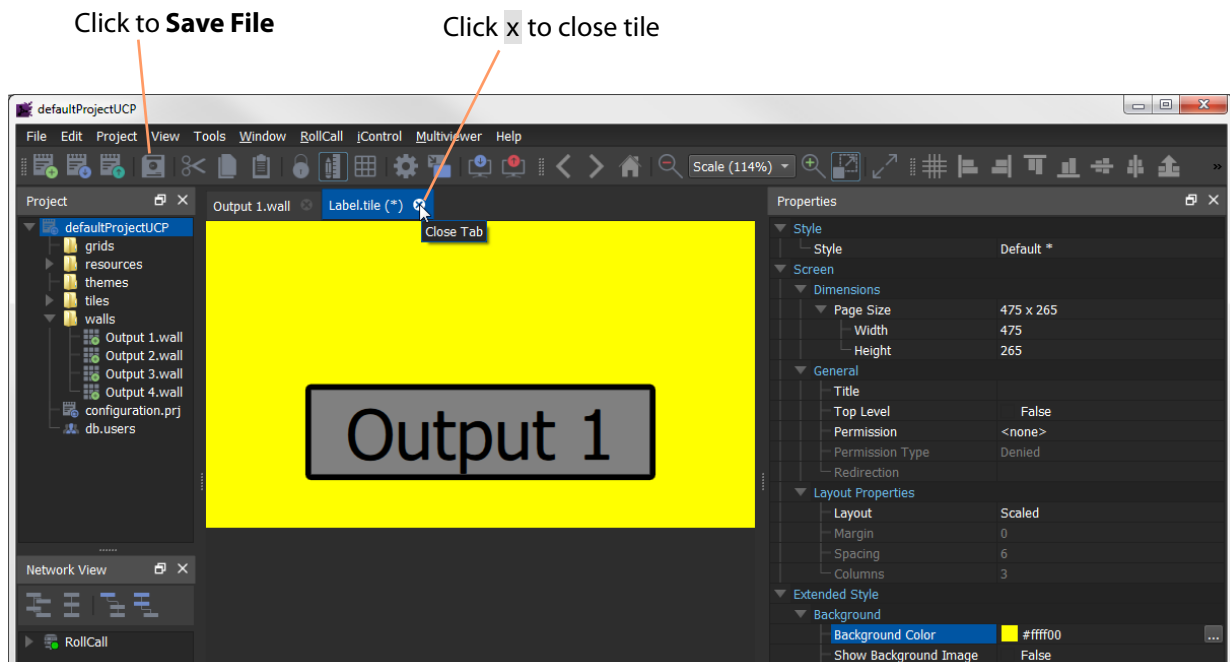 Click to Save File
Click x to close tile
defaultProjectUCP
File Edit Project View Tools Window RollCall iControl Multiviewer Help
Scale (114%)
Project
Output 1.wall
Label.tile (*)
Properties
Close Tab
defaultProjectUCP
grids
resources
themes
tiles
walls
Output 1.wall
Output 2.wall
Output 3.wall
Output 4.wall
configuration.prj
db.users
Output 1
Network View
RollCall
Style
Style Default *
Screen
Dimensions
Page Size 475 x 265
Width 475
Height 265
General
Title
Top Level False
Permission <none>
Permission Type Denied
Redirection
Layout Properties
Layout Scaled
Margin 0
Spacing 6
Columns 3
Extended Style
Background
Background Color #ffff00 ...
Show Background Image False